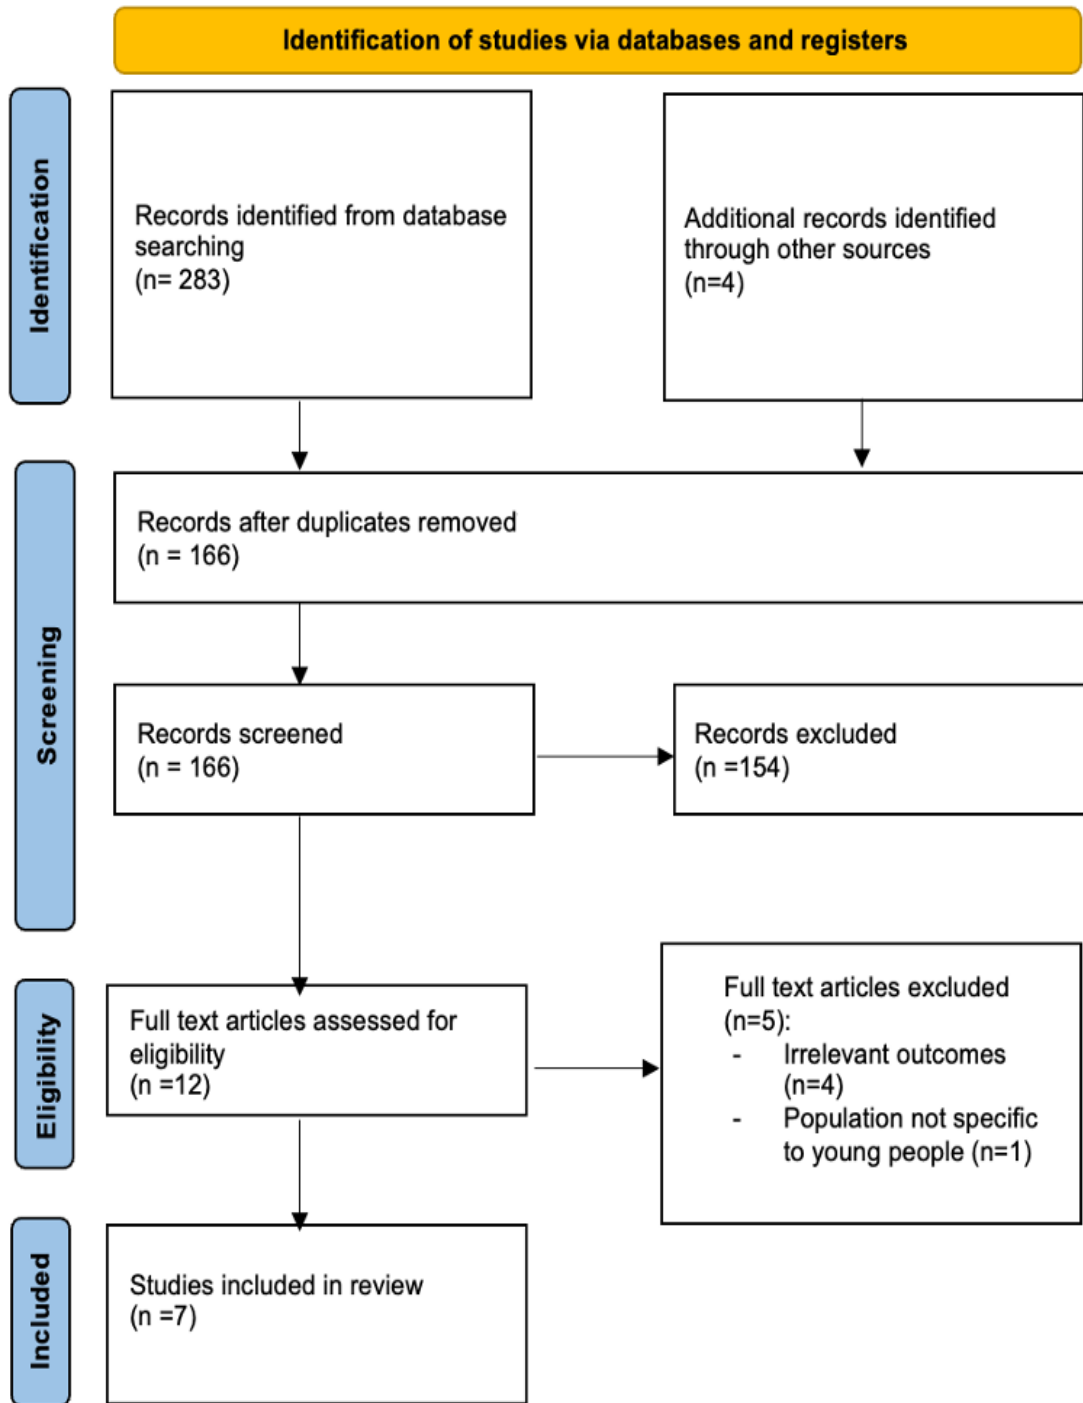 Identification of studies via databases and registers
Identification
Records identified from database
searching
(n= 283)
Additional records identified
through other sources
(n=4)
Screening
Records after duplicates removed
(n = 166)
Records screened
(n = 166)
Records excluded
(n =154)
Eligibility
Full text articles assessed for
eligibility
(n =12)
Full text articles excluded
(n=5):
- Irrelevant outcomes
(n=4)
- Population not specific
to young people (n=1)
Included
Studies included in review
(n =7)